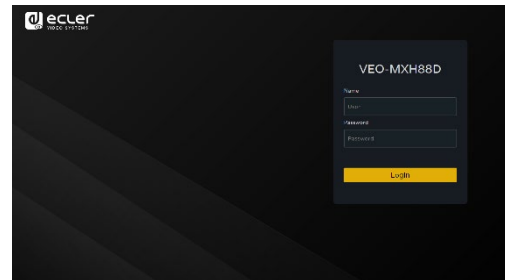 ecler
VIDEO SYSTEMS
VEO-MXH88D
Name
User
Password
Password
Login